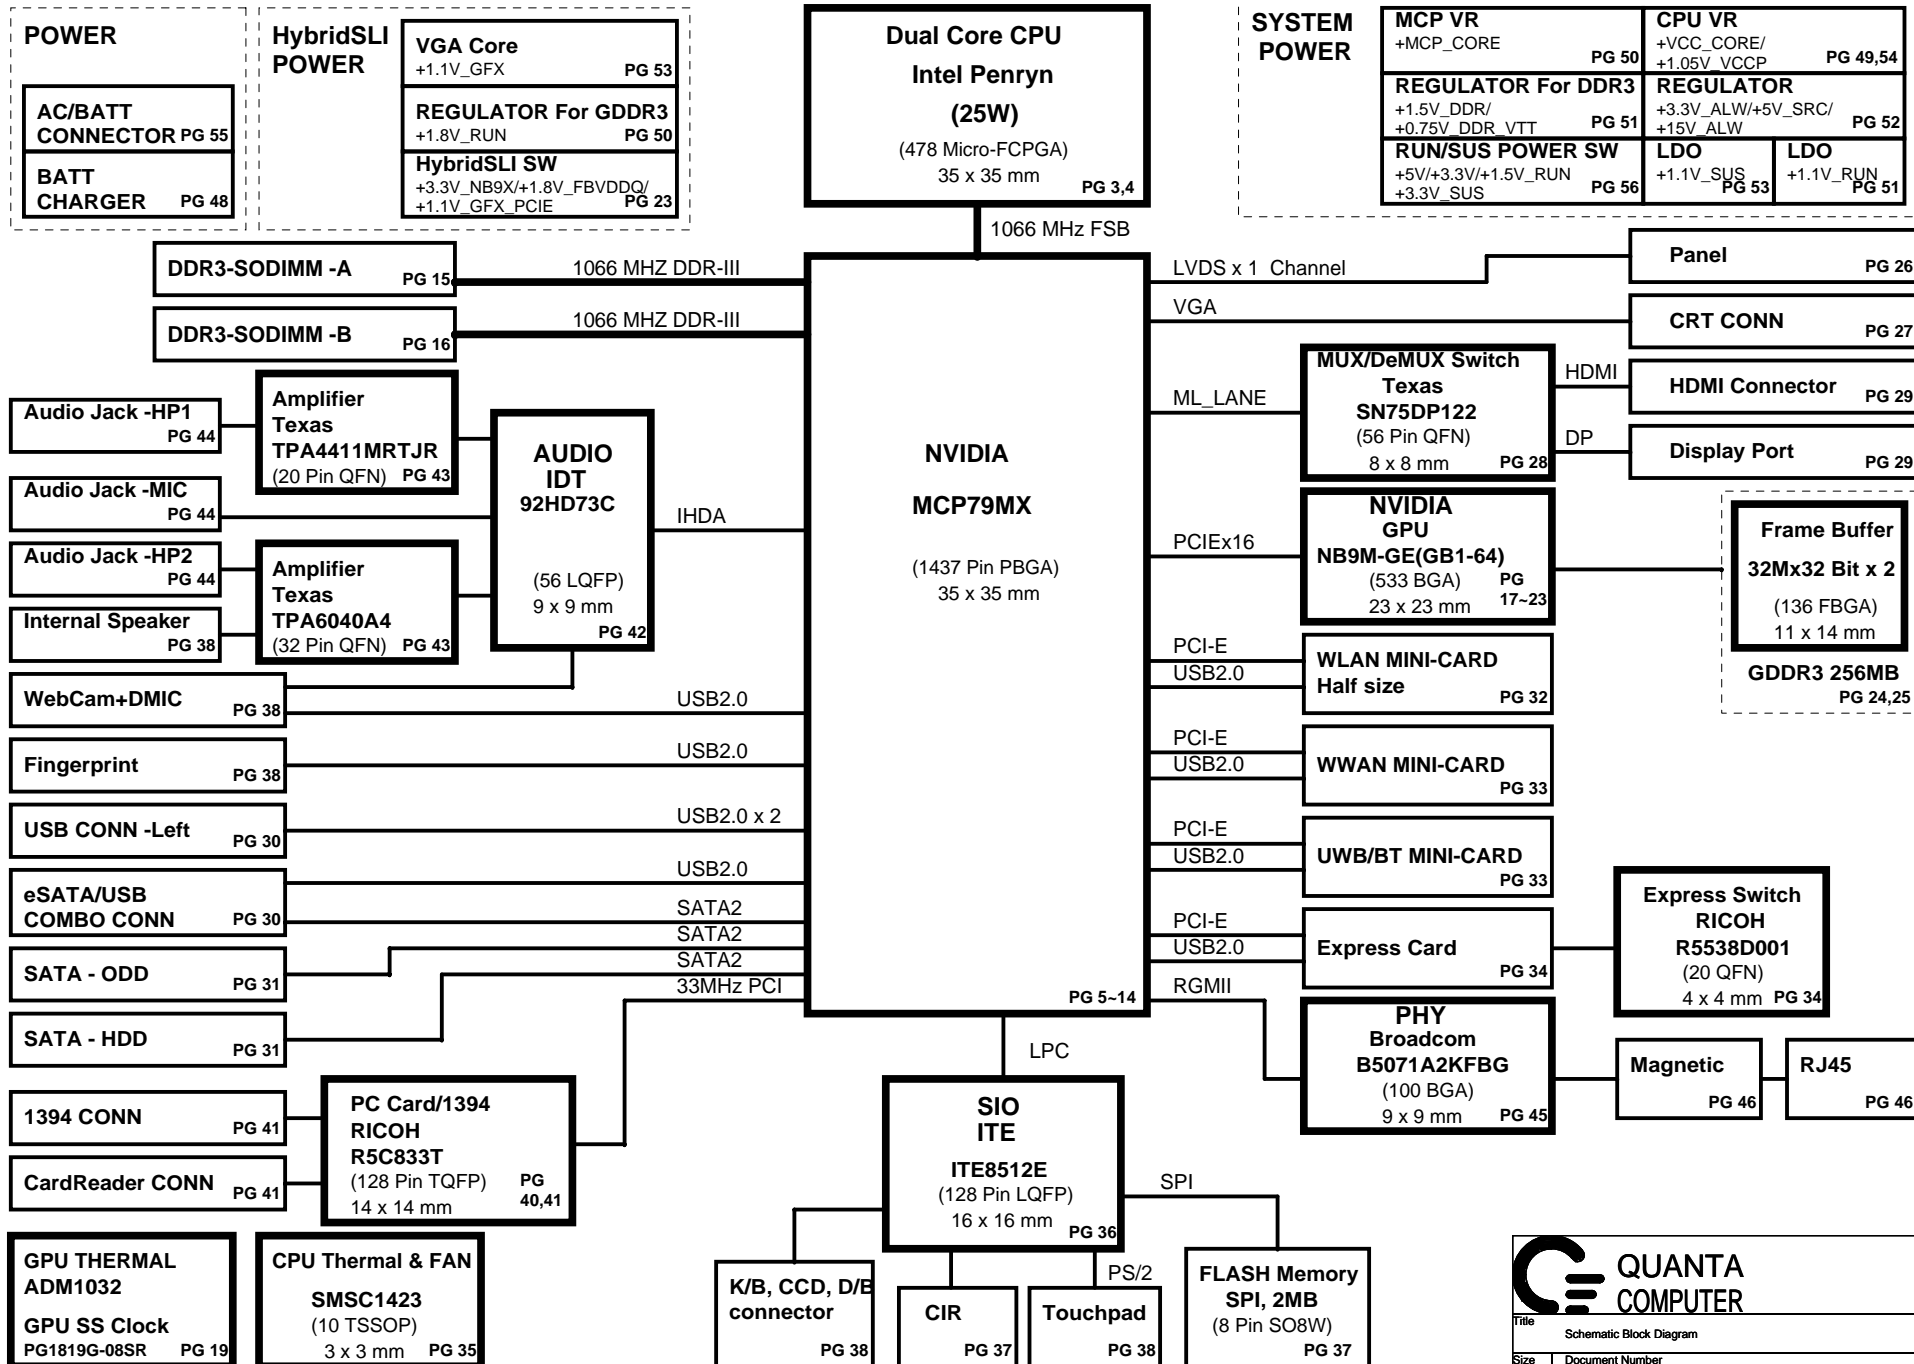 POWER
AC/BATT
CONNECTOR PG 55
BATT
CHARGER PG 48
HybridSLI
POWER
VGA Core
+1.1V_GFX PG 53
REGULATOR For GDDR3
+1.8V_RUN PG 50
HybridSLI SW
+3.3V_NB9X/+1.8V_FBVDDQ/
+1.1V_GFX_PCIE PG 23
Dual Core CPU
Intel Penryn
(25W)
(478 Micro-FCPGA)
35 x 35 mm PG 3,4
SYSTEM
POWER
MCP VR
+MCP_CORE
PG 50
CPU VR
+VCC_CORE/
+1.05V_VCCP PG 49,54
REGULATOR For DDR3
+1.5V_DDR/
+0.75V_DDR_VTT PG 51
REGULATOR
+3.3V_ALW/+5V_SRC/
+15V_ALW PG 52
RUN/SUS POWER SW
+5V/+3.3V/+1.5V_RUN
+3.3V_SUS PG 56
LDO
+1.1V_SUS
PG 53
LDO
+1.1V_RUN
PG 51
1066 MHz FSB
DDR3-SODIMM -A PG 15
1066 MHZ DDR-III
DDR3-SODIMM -B PG 16
1066 MHZ DDR-III
Audio Jack -HP1
PG 44
Amplifier
Texas
TPA4411MRTJR
(20 Pin QFN) PG 43
Audio Jack -MIC
PG 44
Audio Jack -HP2
PG 44
Internal Speaker
PG 38
Amplifier
Texas
TPA6040A4
(32 Pin QFN) PG 43
AUDIO
IDT
92HD73C
(56 LQFP)
9 x 9 mm
PG 42
IHDA
WebCam+DMIC PG 38
USB2.0
Fingerprint PG 38
USB2.0
USB CONN -Left PG 30
USB2.0 x 2
eSATA/USB
COMBO CONN PG 30
USB2.0
SATA2
SATA - ODD PG 31
SATA2
SATA - HDD PG 31
SATA2
33MHz PCI
1394 CONN PG 41
CardReader CONN PG 41
PC Card/1394
RICOH
R5C833T
(128 Pin TQFP)
14 x 14 mm
PG
40,41
GPU THERMAL
ADM1032
GPU SS Clock
PG1819G-08SR PG 19
CPU Thermal & FAN
SMSC1423
(10 TSSOP)
3 x 3 mm PG 35
NVIDIA
MCP79MX
(1437 Pin PBGA)
35 x 35 mm
PG 5~14
LPC
SIO
ITE
ITE8512E
(128 Pin LQFP)
16 x 16 mm
PG 36
SPI
PS/2
K/B, CCD, D/B
connector
PG 38
CIR
PG 37
Touchpad
PG 38
FLASH Memory
SPI, 2MB
(8 Pin SO8W)
PG 37
LVDS x 1 Channel
Panel
PG 26
VGA
CRT CONN
PG 27
ML_LANE
MUX/DeMUX Switch
Texas
SN75DP122
(56 Pin QFN)
8 x 8 mm PG 28
HDMI
HDMI Connector
PG 29
DP
Display Port
PG 29
PCIEx16
NVIDIA
GPU
NB9M-GE(GB1-64)
(533 BGA)
23 x 23 mm
PG
17~23
Frame Buffer
32Mx32 Bit x 2
(136 FBGA)
11 x 14 mm
GDDR3 256MB
PG 24,25
PCI-E
USB2.0
WLAN MINI-CARD
Half size
PG 32
PCI-E
USB2.0
WWAN MINI-CARD
PG 33
PCI-E
USB2.0
UWB/BT MINI-CARD
PG 33
PCI-E
USB2.0
Express Card
PG 34
Express Switch
RICOH
R5538D001
(20 QFN)
4 x 4 mm PG 34
RGMII
PHY
Broadcom
B5071A2KFBG
(100 BGA)
9 x 9 mm PG 45
Magnetic
PG 46
RJ45
PG 46
QUANTA
COMPUTER
Title
Schematic Block Diagram
Size Document Number